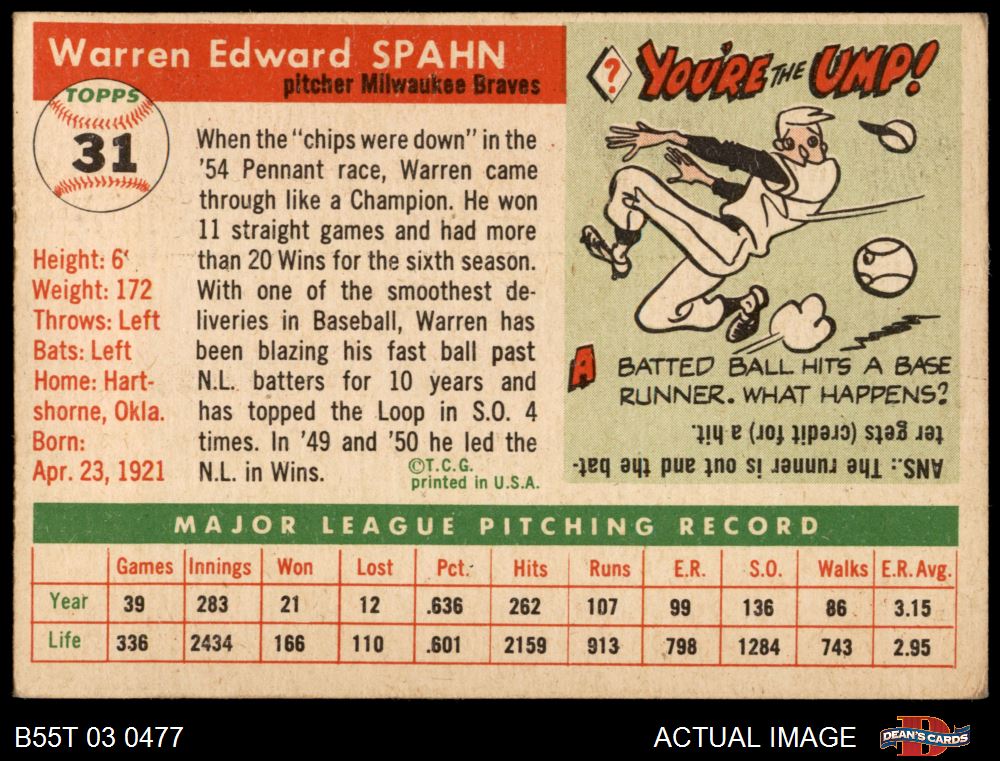 Warren Edward SPAHN
pitcher Milwaukee Braves
TOPPS
31
Height: 6'
Weight: 172
Throws: Left
Bats: Left
Home: Hart-
shorne, Okla.
Born:
Apr. 23, 1921
When the "chips were down" in the
'54 Pennant race, Warren came
through like a Champion. He won
11 straight games and had more
than 20 Wins for the sixth season.
With one of the smoothest de-
liveries in Baseball, Warren has
been blazing his fast ball past
N.L. batters for 10 years and
has topped the Loop in S.O. 4
times. In '49 and '50 he led the
N.L. in Wins.
©T.C.G.
printed in U.S.A.
?
YOU'RE THE UMP!
A BATTED BALL HITS A BASE
RUNNER. WHAT HAPPENS?
ANS.: The runner is out and the bat-
ter gets (credit for) a hit.
MAJOR LEAGUE PITCHING RECORD
Games Innings Won Lost Pct. Hits Runs E.R. S.O. Walks E.R. Avg.
Year 39 283 21 12 .636 262 107 99 136 86 3.15
Life 336 2434 166 110 .601 2159 913 798 1284 743 2.95
B55T 03 0477
ACTUAL IMAGE
DEAN'S CARDS